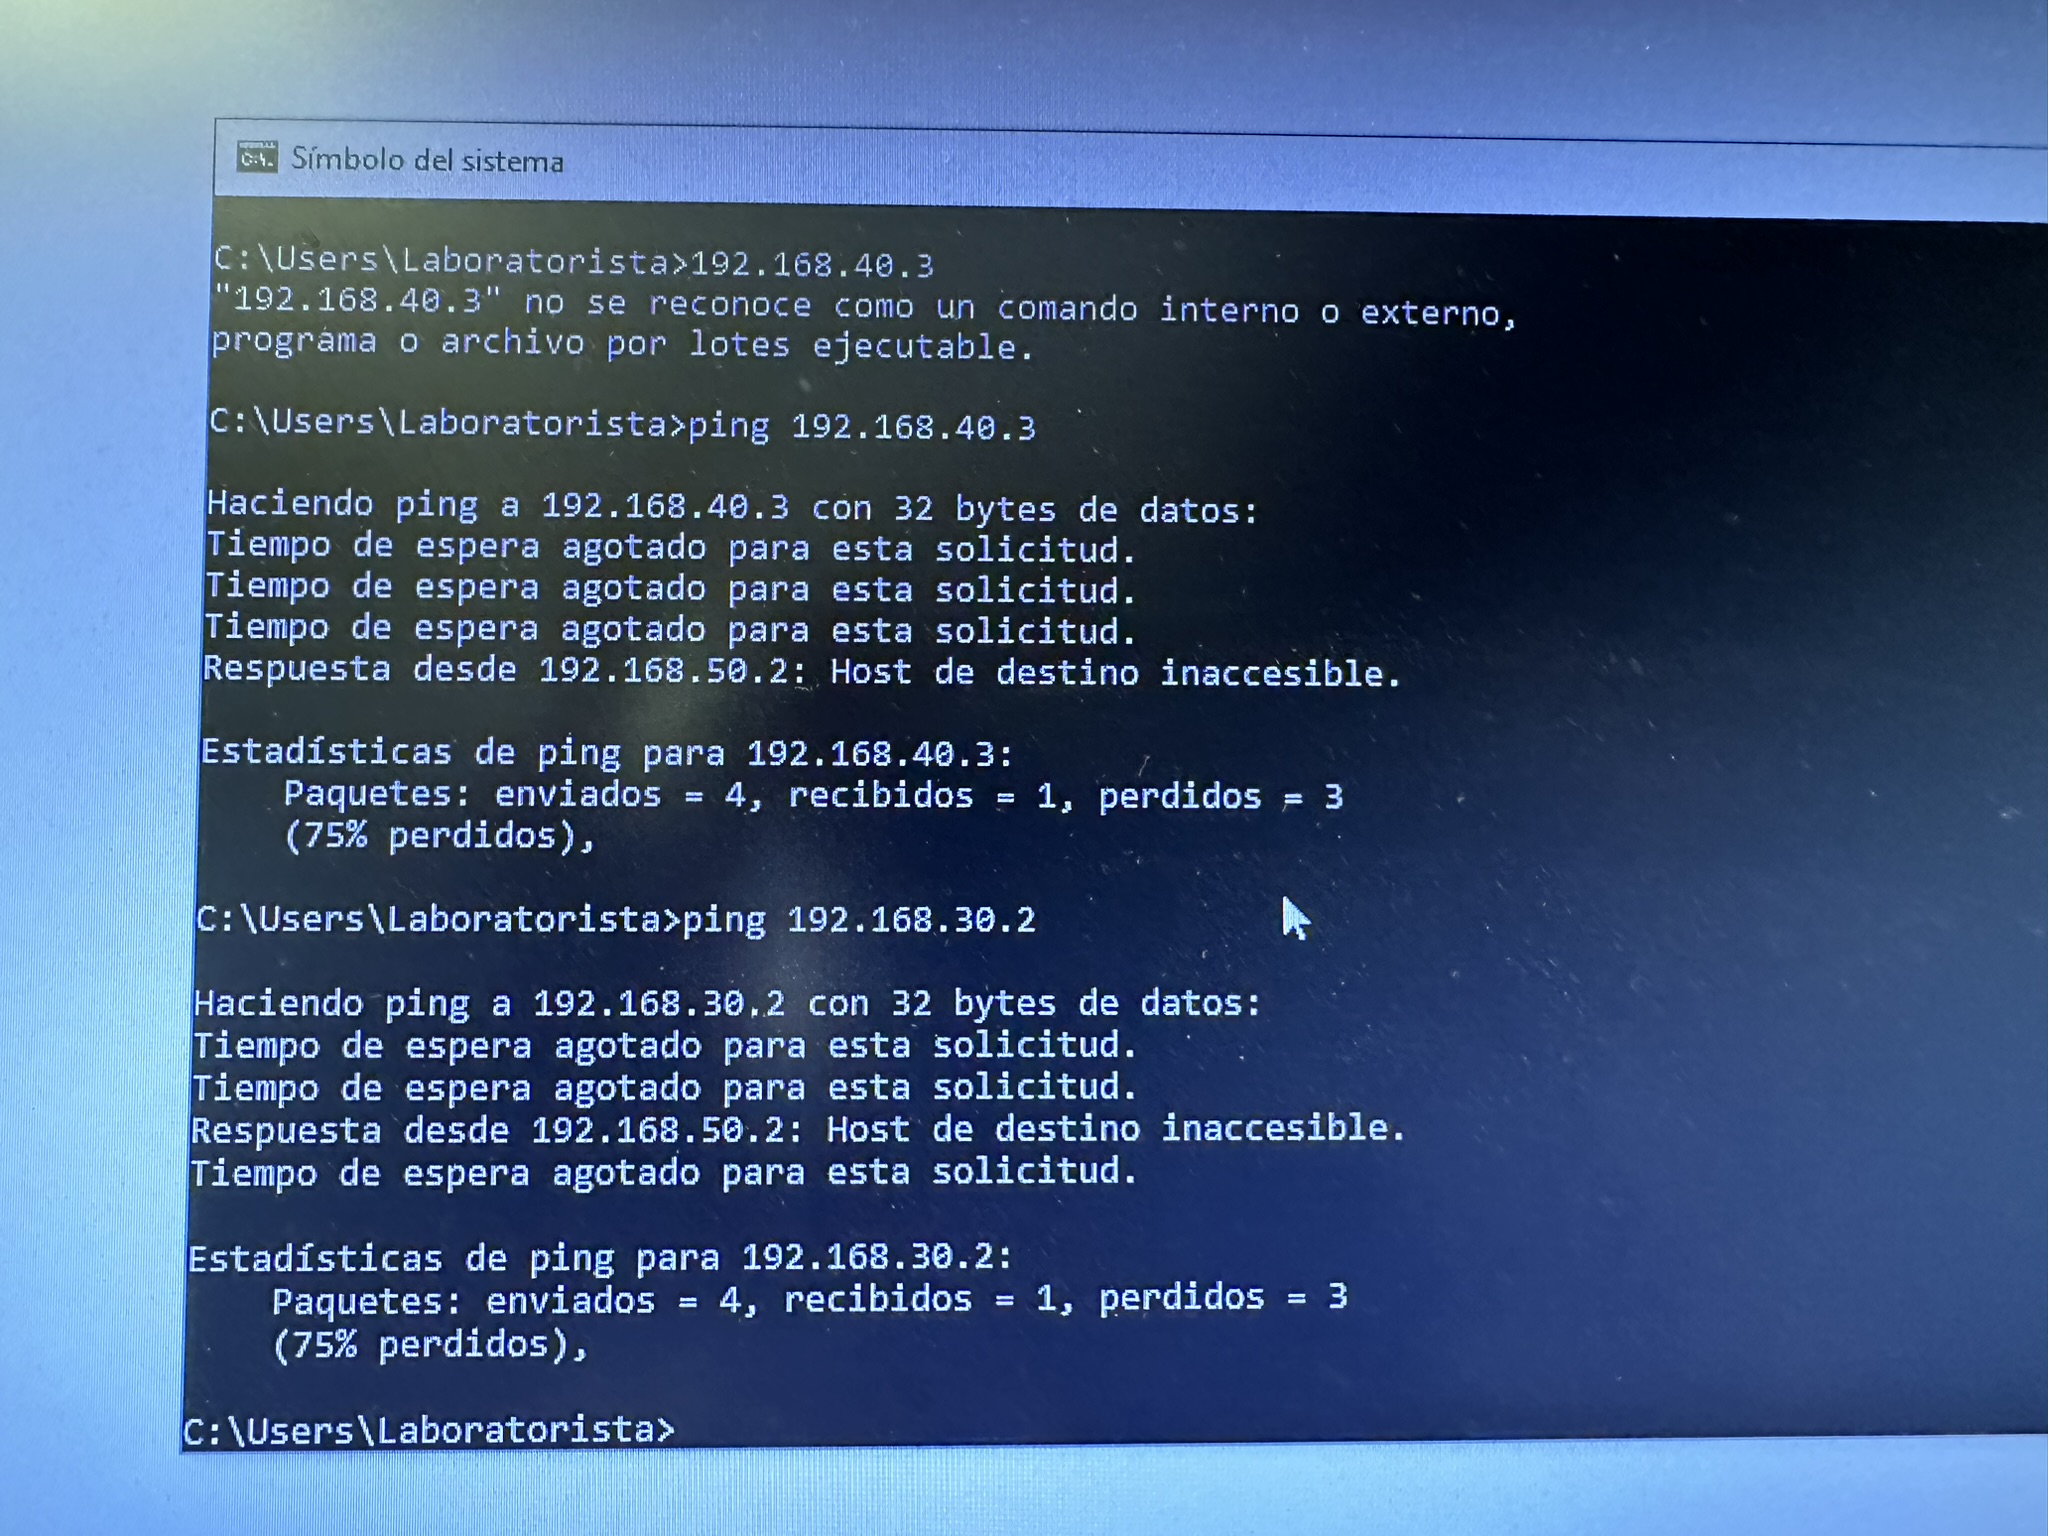 Símbolo del sistema
C:\Users\Laboratorista>192.168.40.3
"192.168.40.3" no se reconoce como un comando interno o externo,
programa o archivo por lotes ejecutable.
C:\Users\Laboratorista>ping 192.168.40.3
Haciendo ping a 192.168.40.3 con 32 bytes de datos:
Tiempo de espera agotado para esta solicitud.
Tiempo de espera agotado para esta solicitud.
Tiempo de espera agotado para esta solicitud.
Respuesta desde 192.168.50.2: Host de destino inaccesible.
Estadísticas de ping para 192.168.40.3:
Paquetes: enviados = 4, recibidos = 1, perdidos = 3
(75% perdidos),
C:\Users\Laboratorista>ping 192.168.30.2
Haciendo ping a 192.168.30.2 con 32 bytes de datos:
Tiempo de espera agotado para esta solicitud.
Tiempo de espera agotado para esta solicitud.
Respuesta desde 192.168.50.2: Host de destino inaccesible.
Tiempo de espera agotado para esta solicitud.
Estadísticas de ping para 192.168.30.2:
Paquetes: enviados = 4, recibidos = 1, perdidos = 3
(75% perdidos),
C:\Users\Laboratorista>